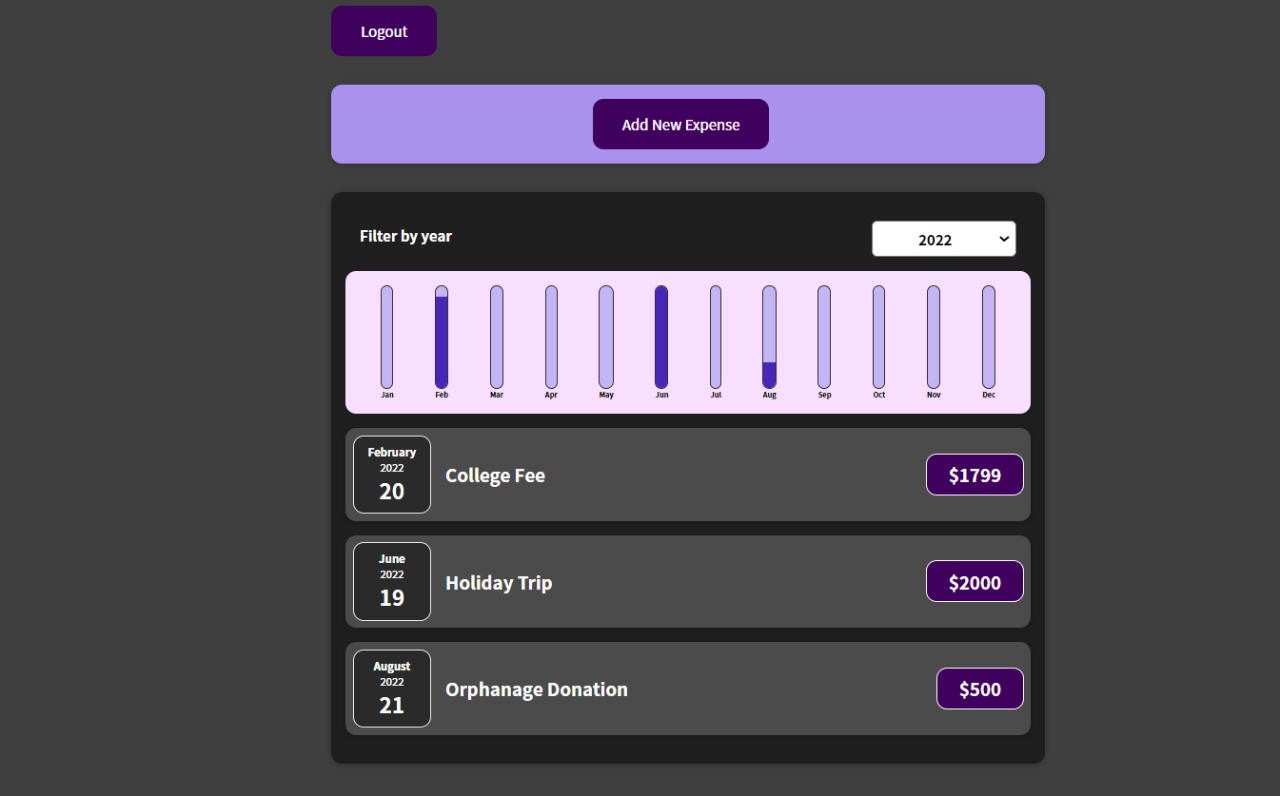 Logout
Add New Expense
Filter by year
2022
Jan Feb Mar Apr May Jun Jul Aug Sep Oct Nov Dec
February
2022
20
College Fee
$1799
June
2022
19
Holiday Trip
$2000
August
2022
21
Orphanage Donation
$500